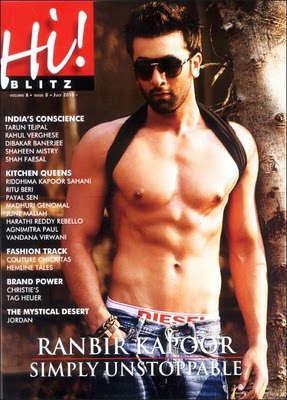 Hi!
BLITZ
VOLUME 8 • ISSUE 8 • JULY 2010
INDIA'S CONSCIENCE
TARUN TEJPAL
RAHUL VERGHESE
DIBAKAR BANERJEE
SHAHEEN MISTRY
SHAH FAESAL
KITCHEN QUEENS
RIDDHIMA KAPOOR SAHANI
RITU BERI
PAYAL SEN
MADHURI GENOMAL
JUNE MALIAH
HARATHI REDDY REBELLO
AGNIMITRA PAUL
VANDANA VIRWANI
FASHION TRACK
COUTURE CHICKITAS
HEMLINE TALES
BRAND POWER
CHRISTIE'S
TAG HEUER
THE MYSTICAL DESERT
JORDAN
DIESEL
RANBIR KAPOOR
SIMPLY UNSTOPPABLE